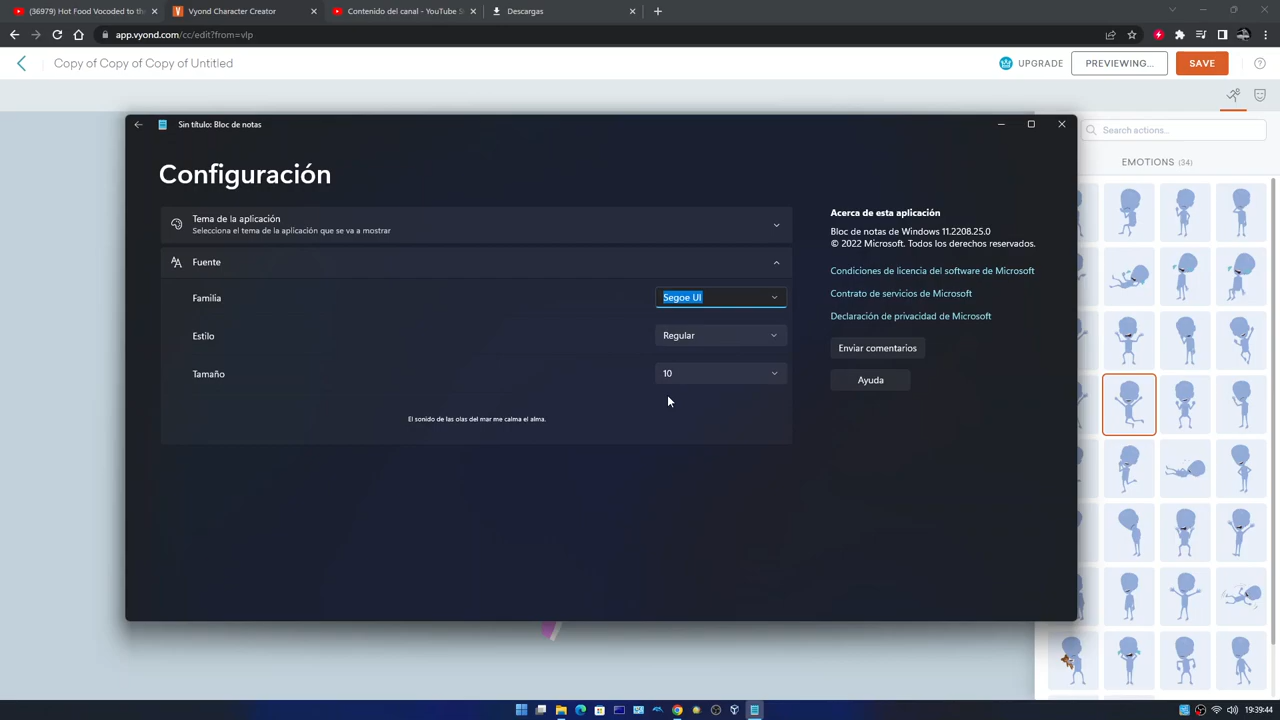 (36979) Hot Food Vocoded to the
Vyond Character Creator
Contenido del canal - YouTube S
Descargas
app.vyond.com/cc/edit?from=vlp
Copy of Copy of Copy of Untitled
UPGRADE
PREVIEWING...
SAVE
Search actions...
EMOTIONS (34)
Sin título: Bloc de notas
Configuración
Tema de la aplicación
Selecciona el tema de la aplicación que se va a mostrar
Fuente
Familia
Segoe UI
Estilo
Regular
Tamaño
10
El sonido de las olas del mar me calma el alma.
Acerca de esta aplicación
Bloc de notas de Windows 11.2208.25.0
© 2022 Microsoft. Todos los derechos reservados.
Condiciones de licencia del software de Microsoft
Contrato de servicios de Microsoft
Declaración de privacidad de Microsoft
Enviar comentarios
Ayuda
19:39:44